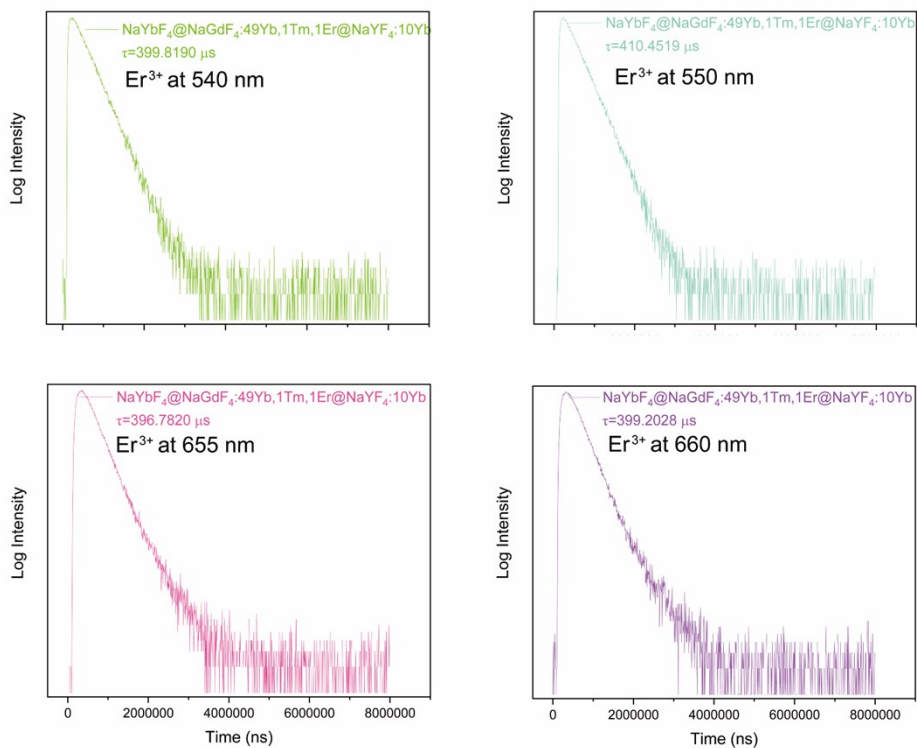 NaYbF₄@NaGdF₄:49Yb,1Tm,1Er@NaYF₄:10Yb
τ=399.8190 μs
Er³⁺ at 540 nm
Log Intensity
NaYbF₄@NaGdF₄:49Yb,1Tm,1Er@NaYF₄:10Yb
τ=410.4519 μs
Er³⁺ at 550 nm
Log Intensity
NaYbF₄@NaGdF₄:49Yb,1Tm,1Er@NaYF₄:10Yb
τ=396.7820 μs
Er³⁺ at 655 nm
Log Intensity
0 2000000 4000000 6000000 8000000
Time (ns)
NaYbF₄@NaGdF₄:49Yb,1Tm,1Er@NaYF₄:10Yb
τ=399.2028 μs
Er³⁺ at 660 nm
Log Intensity
0 2000000 4000000 6000000 8000000
Time (ns)